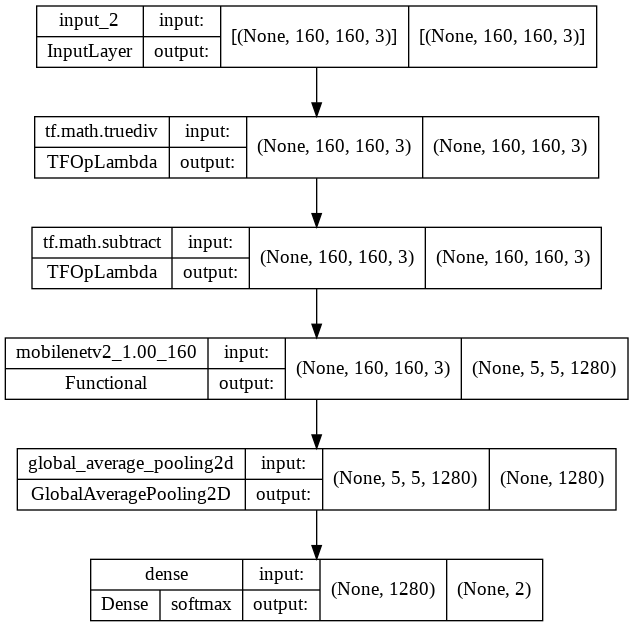 input_2 input: [(None, 160, 160, 3)] [(None, 160, 160, 3)]
InputLayer output:
tf.math.truediv input: (None, 160, 160, 3) (None, 160, 160, 3)
TFOpLambda output:
tf.math.subtract input: (None, 160, 160, 3) (None, 160, 160, 3)
TFOpLambda output:
mobilenetv2_1.00_160 input: (None, 160, 160, 3) (None, 5, 5, 1280)
Functional output:
global_average_pooling2d input: (None, 5, 5, 1280) (None, 1280)
GlobalAveragePooling2D output:
dense input: (None, 1280) (None, 2)
Dense softmax output: